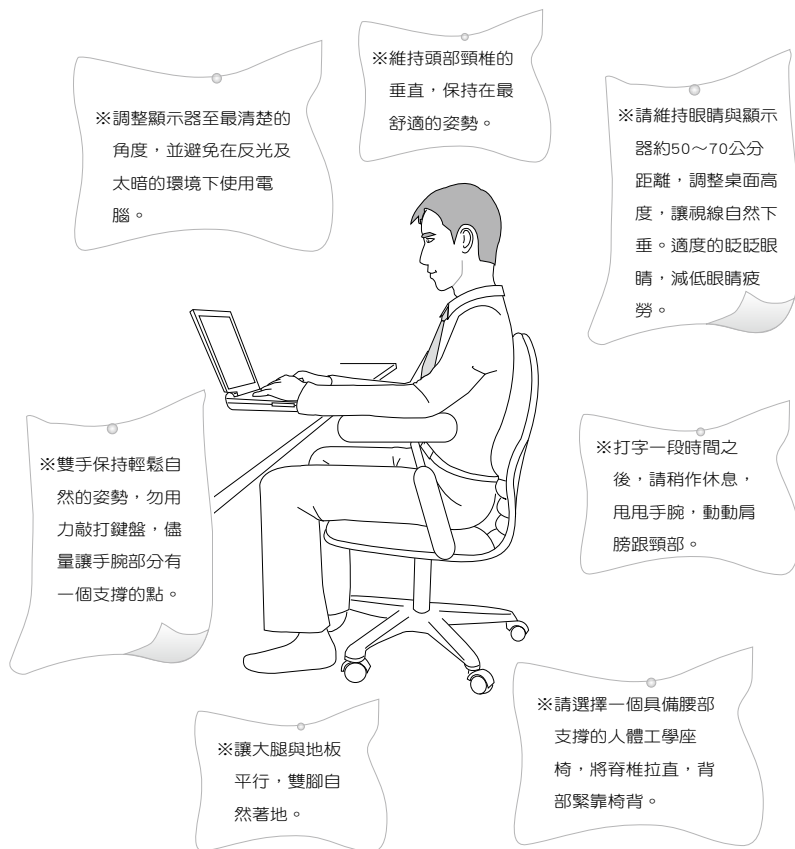 ※維持頭部頸椎的
垂直，保持在最
舒適的姿勢。
※調整顯示器至最清楚的
角度，並避免在反光及
太暗的環境下使用電
腦。
※請維持眼睛與顯示
器約50～70公分
距離，調整桌面高
度，讓視線自然下
垂。適度的眨眨眼
睛，減低眼睛疲
勞。
※雙手保持輕鬆自
然的姿勢，勿用
力敲打鍵盤，儘
量讓手腕部分有
一個支撐的點。
※打字一段時間之
後，請稍作休息，
甩甩手腕，動動肩
膀跟頸部。
※請選擇一個具備腰部
支撐的人體工學座
椅，將脊椎拉直，背
部緊靠椅背。
※讓大腿與地板
平行，雙腳自
然著地。